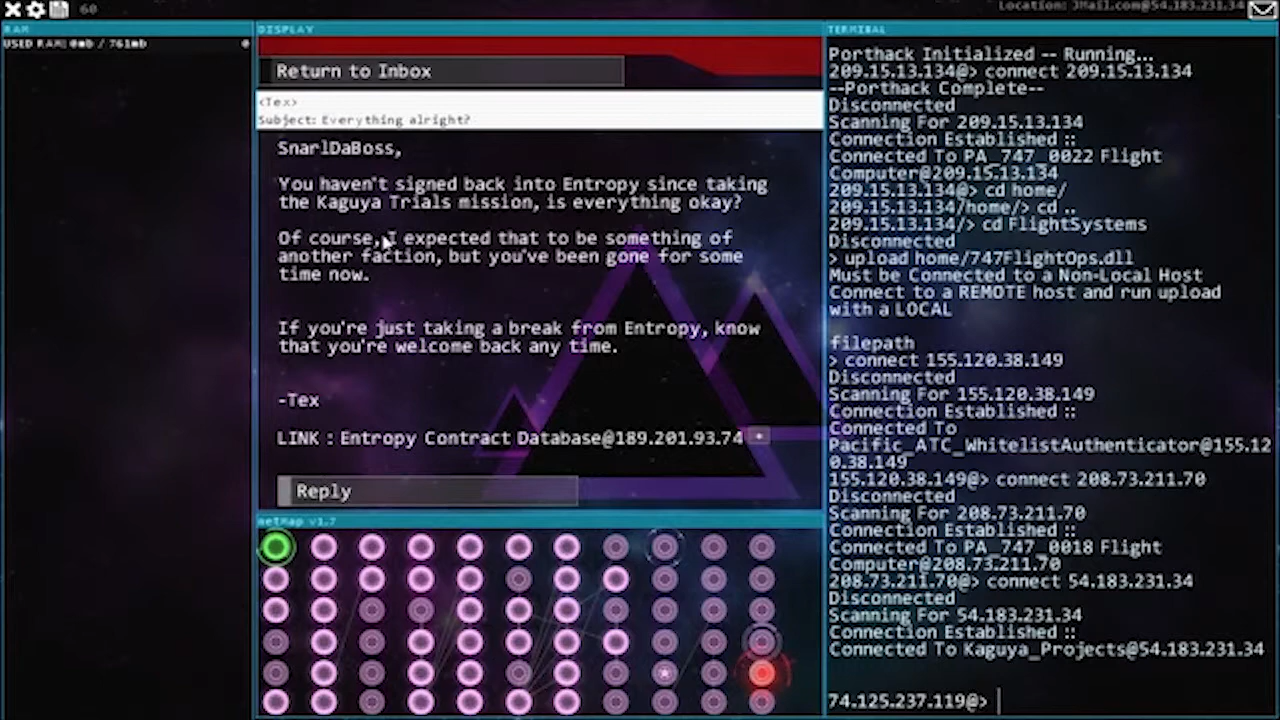 60
Location: JMail.com@54.183.231.34
RAM
USED RAM: 0mb / 761mb
0
DISPLAY
Return to Inbox
<Tex>
Subject: Everything alright?
SnarlDaBoss,
You haven't signed back into Entropy since taking
the Kaguya Trials mission, is everything okay?
Of course, I expected that to be something of
another faction, but you've been gone for some
time now.
If you're just taking a break from Entropy, know
that you're welcome back any time.
-Tex
LINK : Entropy Contract Database@189.201.93.74
+
Reply
netMap v1.7
TERMINAL
Porthack Initialized -- Running...
209.15.13.134@> connect 209.15.13.134
--Porthack Complete--
Disconnected
Scanning For 209.15.13.134
Connection Established ::
Connected To PA_747_0022 Flight
Computer@209.15.13.134
209.15.13.134@> cd home/
209.15.13.134/home/> cd ..
209.15.13.134/> cd FlightSystems
Disconnected
> upload home/747FlightOps.dll
Must be Connected to a Non-Local Host
Connect to a REMOTE host and run upload
with a LOCAL
filepath
> connect 155.120.38.149
Disconnected
Scanning For 155.120.38.149
Connection Established ::
Connected To
Pacific_ATC_WhitelistAuthenticator@155.12
0.38.149
155.120.38.149@> connect 208.73.211.70
Disconnected
Scanning For 208.73.211.70
Connection Established ::
Connected To PA_747_0018 Flight
Computer@208.73.211.70
208.73.211.70@> connect 54.183.231.34
Disconnected
Scanning For 54.183.231.34
Connection Established ::
Connected To Kaguya_Projects@54.183.231.34
74.125.237.119@>